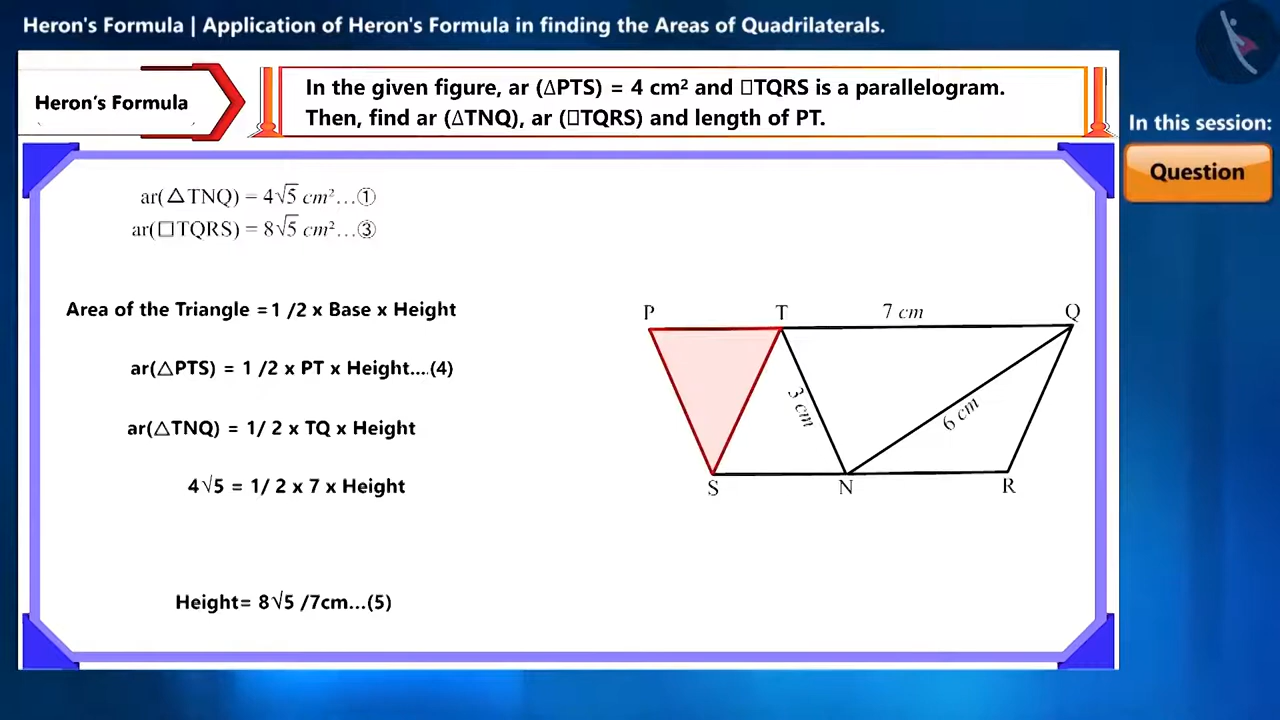 Heron's Formula | Application of Heron's Formula in finding the Areas of Quadrilaterals.
Heron's Formula
In the given figure, ar (∆PTS) = 4 cm² and □TQRS is a parallelogram.
Then, find ar (∆TNQ), ar (□TQRS) and length of PT.
In this session:
Question
ar(△TNQ) = 4√5 cm²...①
ar(□TQRS) = 8√5 cm²...③
Area of the Triangle = 1 /2 x Base x Height
ar(△PTS) = 1 /2 x PT x Height....(4)
ar(△TNQ) = 1/ 2 x TQ x Height
4√5 = 1/ 2 x 7 x Height
Height= 8√5 /7cm...(5)
P T 7 cm Q
3 cm
6 cm
S N R